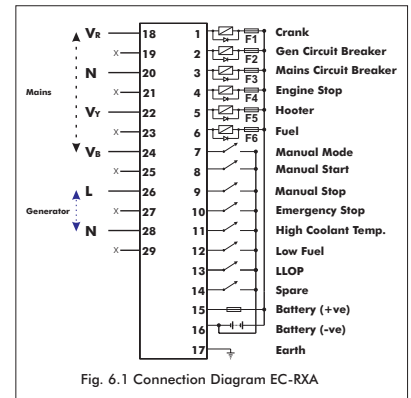 VR 18 1 F1 Crank
x 19 2 F2 Gen Circuit Breaker
N 20 3 F3 Mains Circuit Breaker
x 21 4 F4 Engine Stop
Mains
VY 22 5 F5 Hooter
x 23 6 F6 Fuel
VB 24 7 Manual Mode
x 25 8 Manual Start
L 26 9 Manual Stop
Generator
x 27 10 Emergency Stop
N 28 11 High Coolant Temp.
x 29 12 Low Fuel
13 LLOP
14 Spare
15 Battery (+ve)
16 Battery (-ve)
17 Earth
Fig. 6.1 Connection Diagram EC-RXA